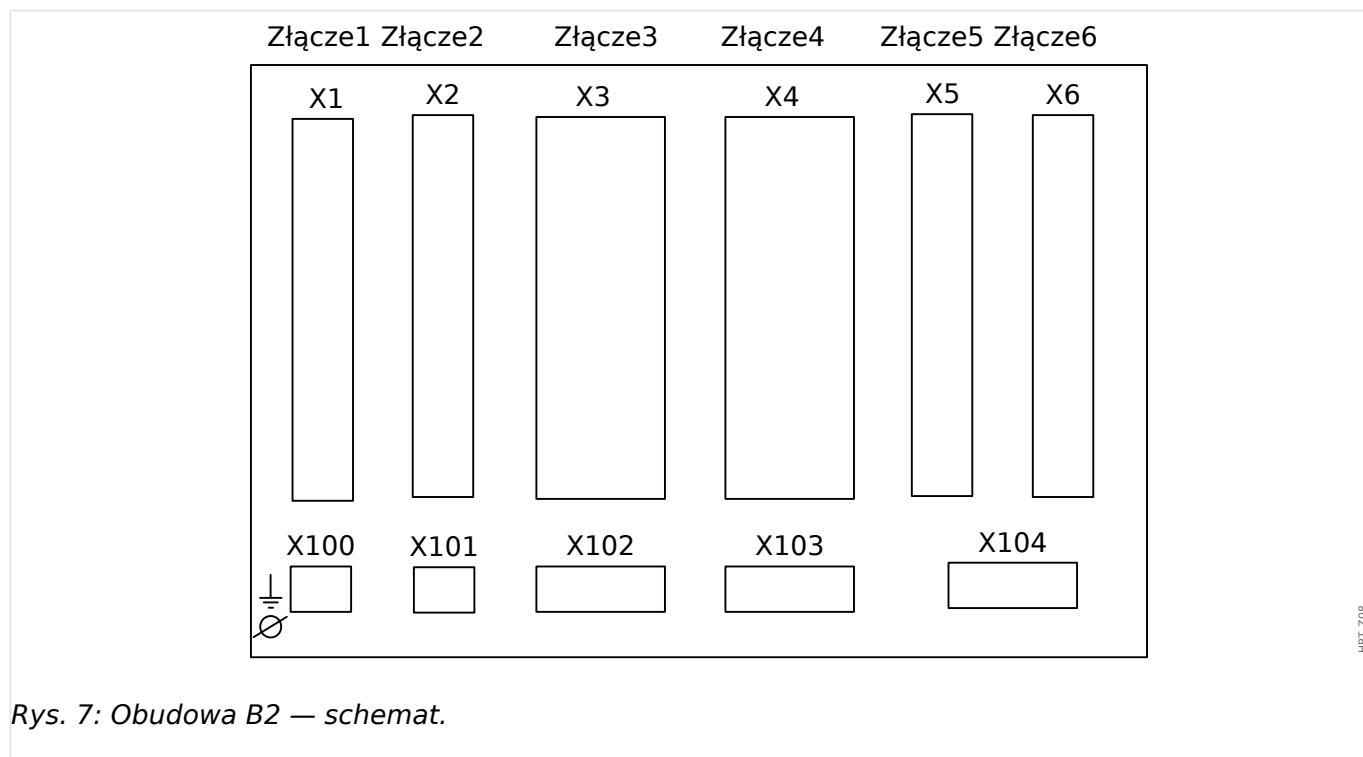 Złącze1 Złącze2 Złącze3 Złącze4 Złącze5 Złącze6
X1 X2 X3 X4 X5 X6
X100 X101 X102 X103 X104
Rys. 7: Obudowa B2 — schemat.